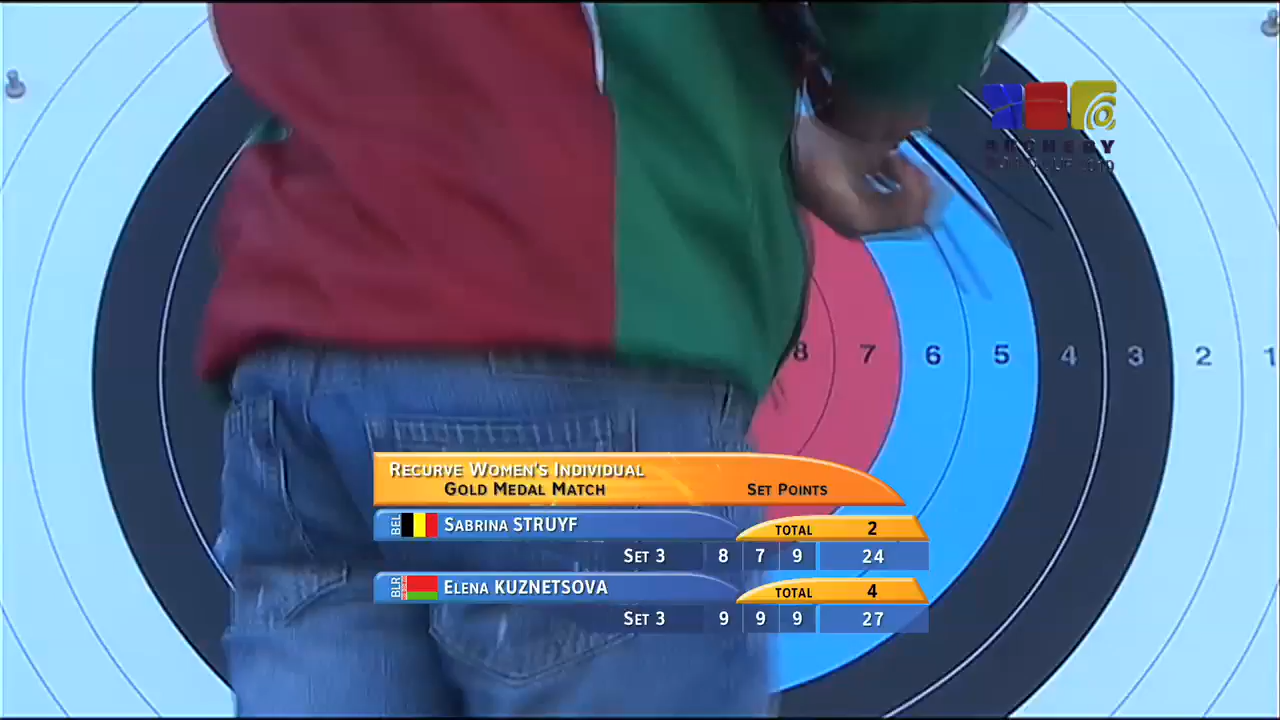 ARCHERY
8 7 6 5 4 3 2 1
RECURVE WOMEN'S INDIVIDUAL
GOLD MEDAL MATCH SET POINTS
BEL SABRINA STRUYF TOTAL 2
SET 3 8 7 9 24
BLR ELENA KUZNETSOVA TOTAL 4
SET 3 9 9 9 27